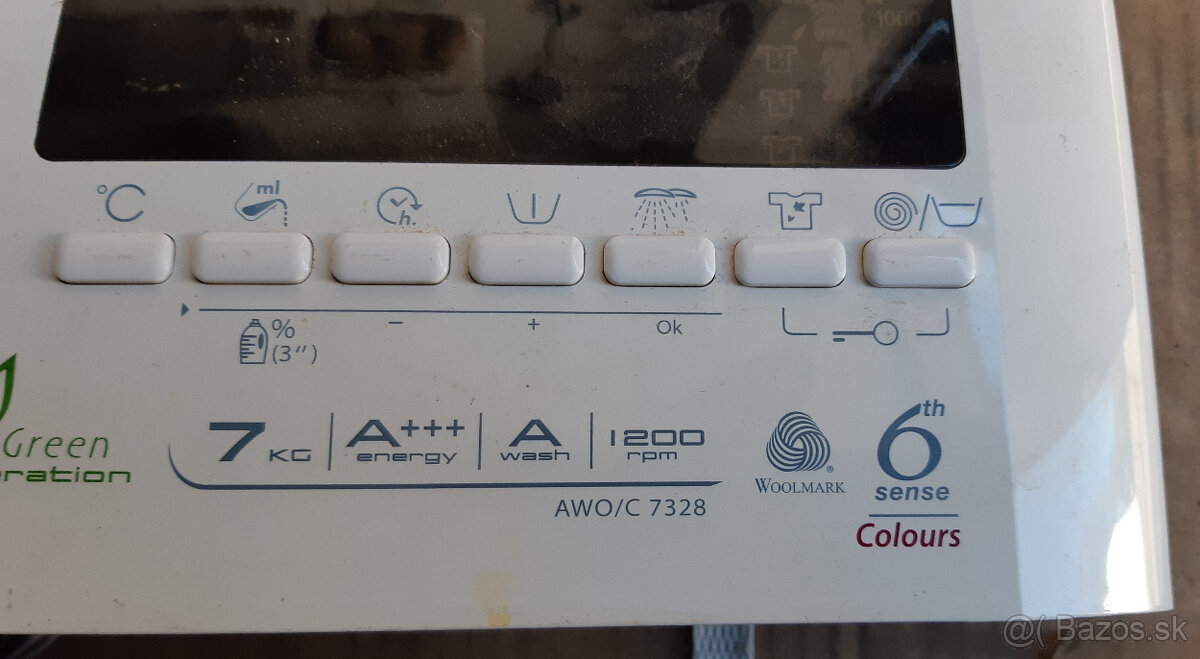 1000
°C
ml
h.
%
(3")
−
+
Ok
Green
eration
7 KG
A+++ energy
A wash
1200 rpm
WOOLMARK
®
6th
sense
Colours
AWO/C 7328
@( Bazos.sk